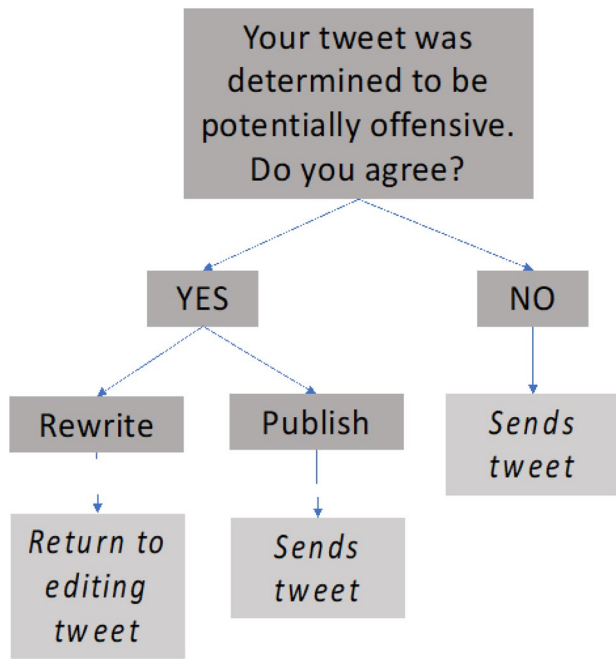 Your tweet was
determined to be
potentially offensive.
Do you agree?
YES
NO
Rewrite
Publish
Sends
tweet
Return to
editing
tweet
Sends
tweet